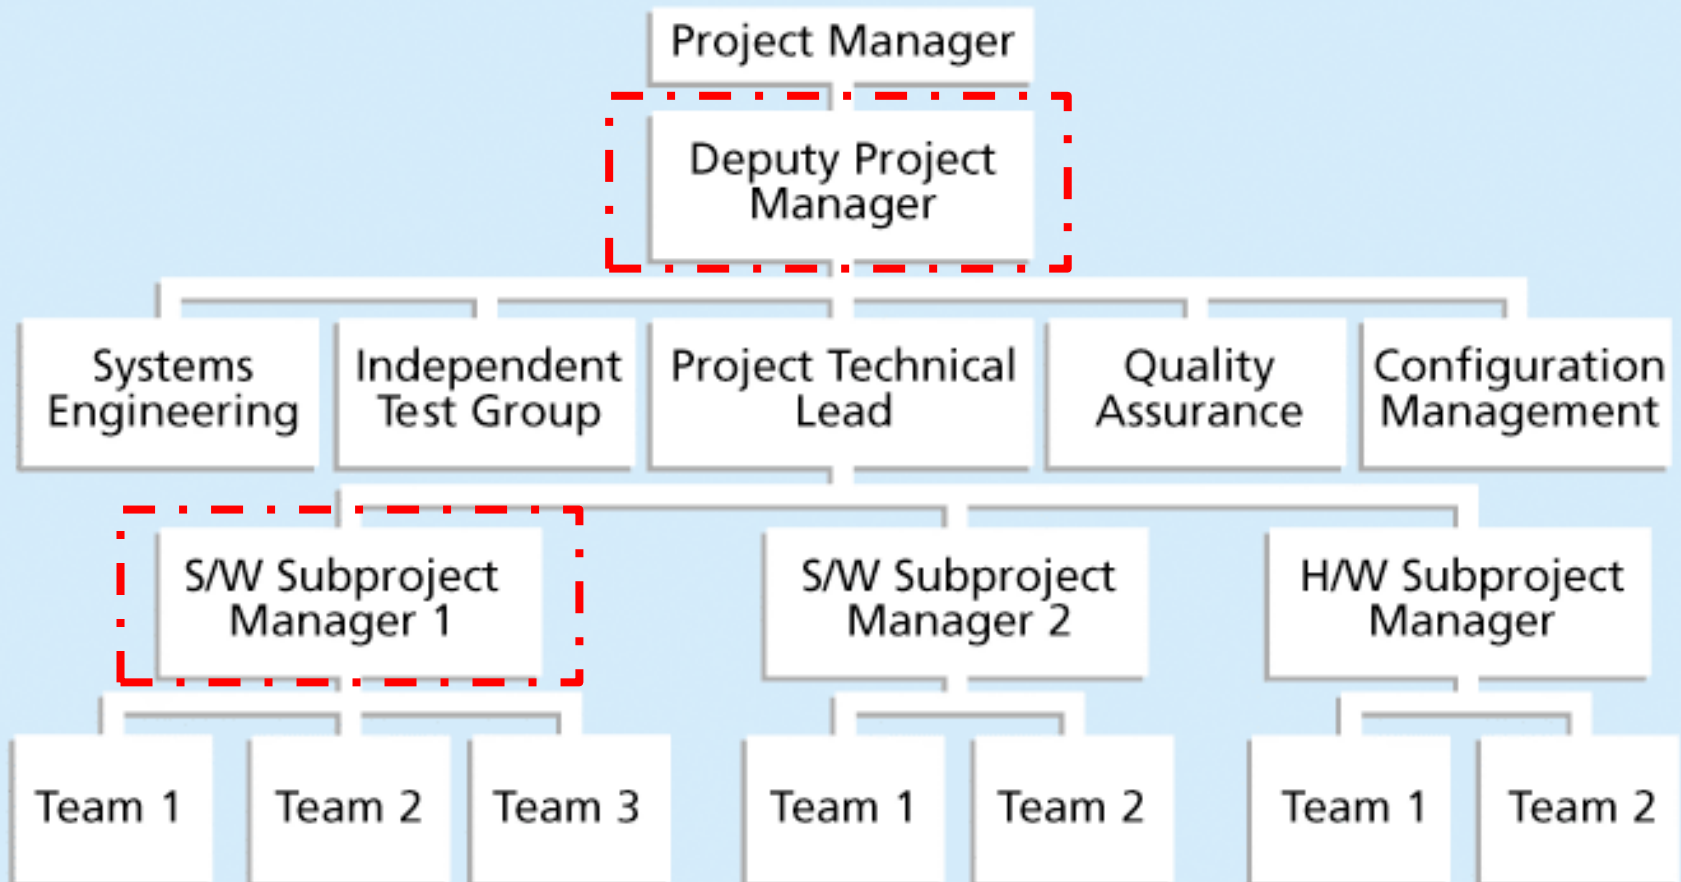 Project Manager
Deputy Project
Manager
Systems
Engineering
Independent
Test Group
Project Technical
Lead
Quality
Assurance
Configuration
Management
S/W Subproject
Manager 1
S/W Subproject
Manager 2
H/W Subproject
Manager
Team 1
Team 2
Team 3
Team 1
Team 2
Team 1
Team 2